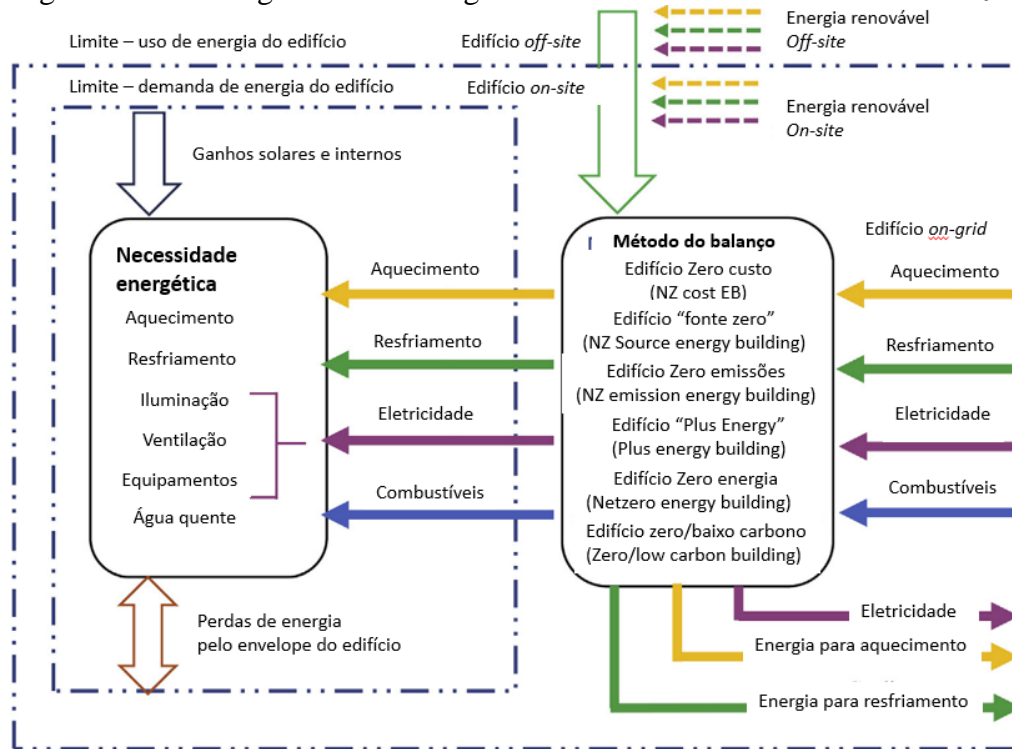 Limite – uso de energia do edifício
Edifício off-site
Energia renovável
Off-site
Limite – demanda de energia do edifício
Edifício on-site
Energia renovável
On-site
Ganhos solares e internos
Necessidade
energética
Aquecimento
Resfriamento
Iluminação
Ventilação
Equipamentos
Água quente
Aquecimento
Resfriamento
Eletricidade
Combustíveis
Método do balanço
Edifício Zero custo
(NZ cost EB)
Edifício “fonte zero”
(NZ Source energy building)
Edifício Zero emissões
(NZ emission energy building)
Edifício “Plus Energy”
(Plus energy building)
Edifício Zero energia
(Netzero energy building)
Edifício zero/baixo carbono
(Zero/low carbon building)
Edifício on-grid
Aquecimento
Resfriamento
Eletricidade
Combustíveis
Perdas de energia
pelo envelope do edifício
Eletricidade
Energia para aquecimento
Energia para resfriamento